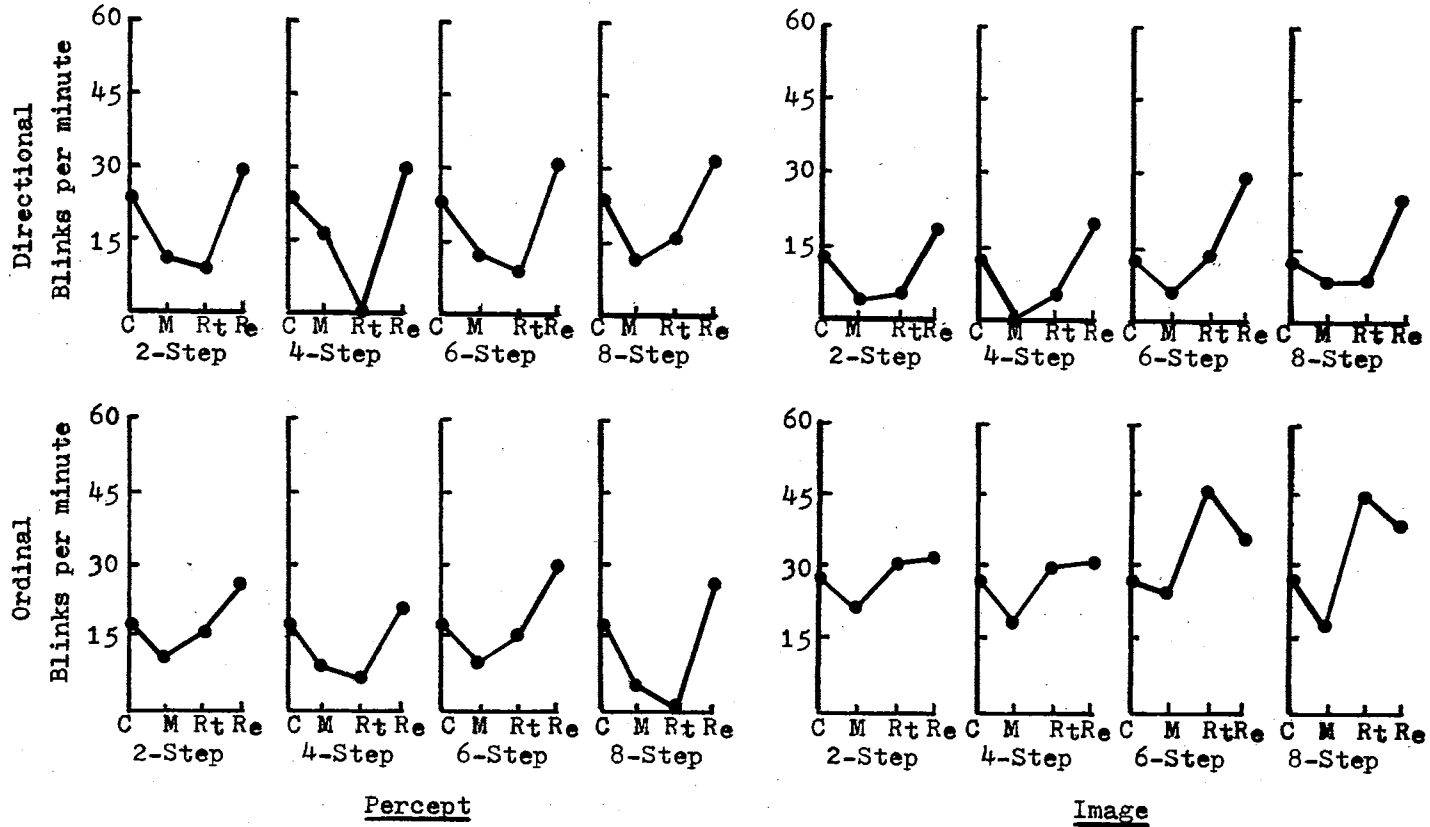 Directional
Blinks per minute
60
45
30
15
C M Rt Re
2-Step
C M Rt Re
4-Step
C M Rt Re
6-Step
C M Rt Re
8-Step
60
45
30
15
C M Rt Re
2-Step
C M Rt Re
4-Step
C M Rt Re
6-Step
C M Rt Re
8-Step
Ordinal
Blinks per minute
60
45
30
15
C M Rt Re
2-Step
C M Rt Re
4-Step
C M Rt Re
6-Step
C M Rt Re
8-Step
60
45
30
15
C M Rt Re
2-Step
C M Rt Re
4-Step
C M Rt Re
6-Step
C M Rt Re
8-Step
Percept
Image